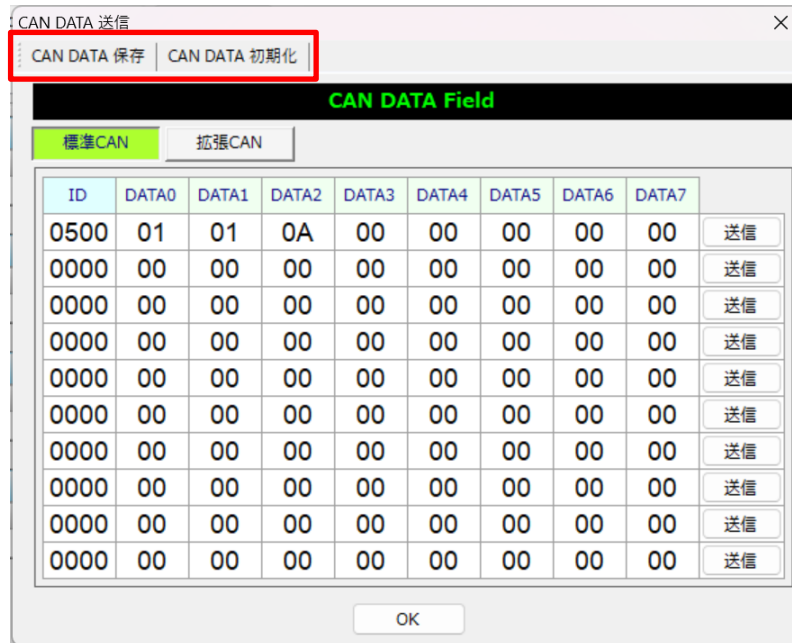 CAN DATA 送信
CAN DATA 保存 CAN DATA 初期化
CAN DATA Field
標準CAN 拡張CAN
ID DATA0 DATA1 DATA2 DATA3 DATA4 DATA5 DATA6 DATA7
0500 01 01 0A 00 00 00 00 00 送信
0000 00 00 00 00 00 00 00 00 送信
0000 00 00 00 00 00 00 00 00 送信
0000 00 00 00 00 00 00 00 00 送信
0000 00 00 00 00 00 00 00 00 送信
0000 00 00 00 00 00 00 00 00 送信
0000 00 00 00 00 00 00 00 00 送信
0000 00 00 00 00 00 00 00 00 送信
0000 00 00 00 00 00 00 00 00 送信
0000 00 00 00 00 00 00 00 00 送信
OK